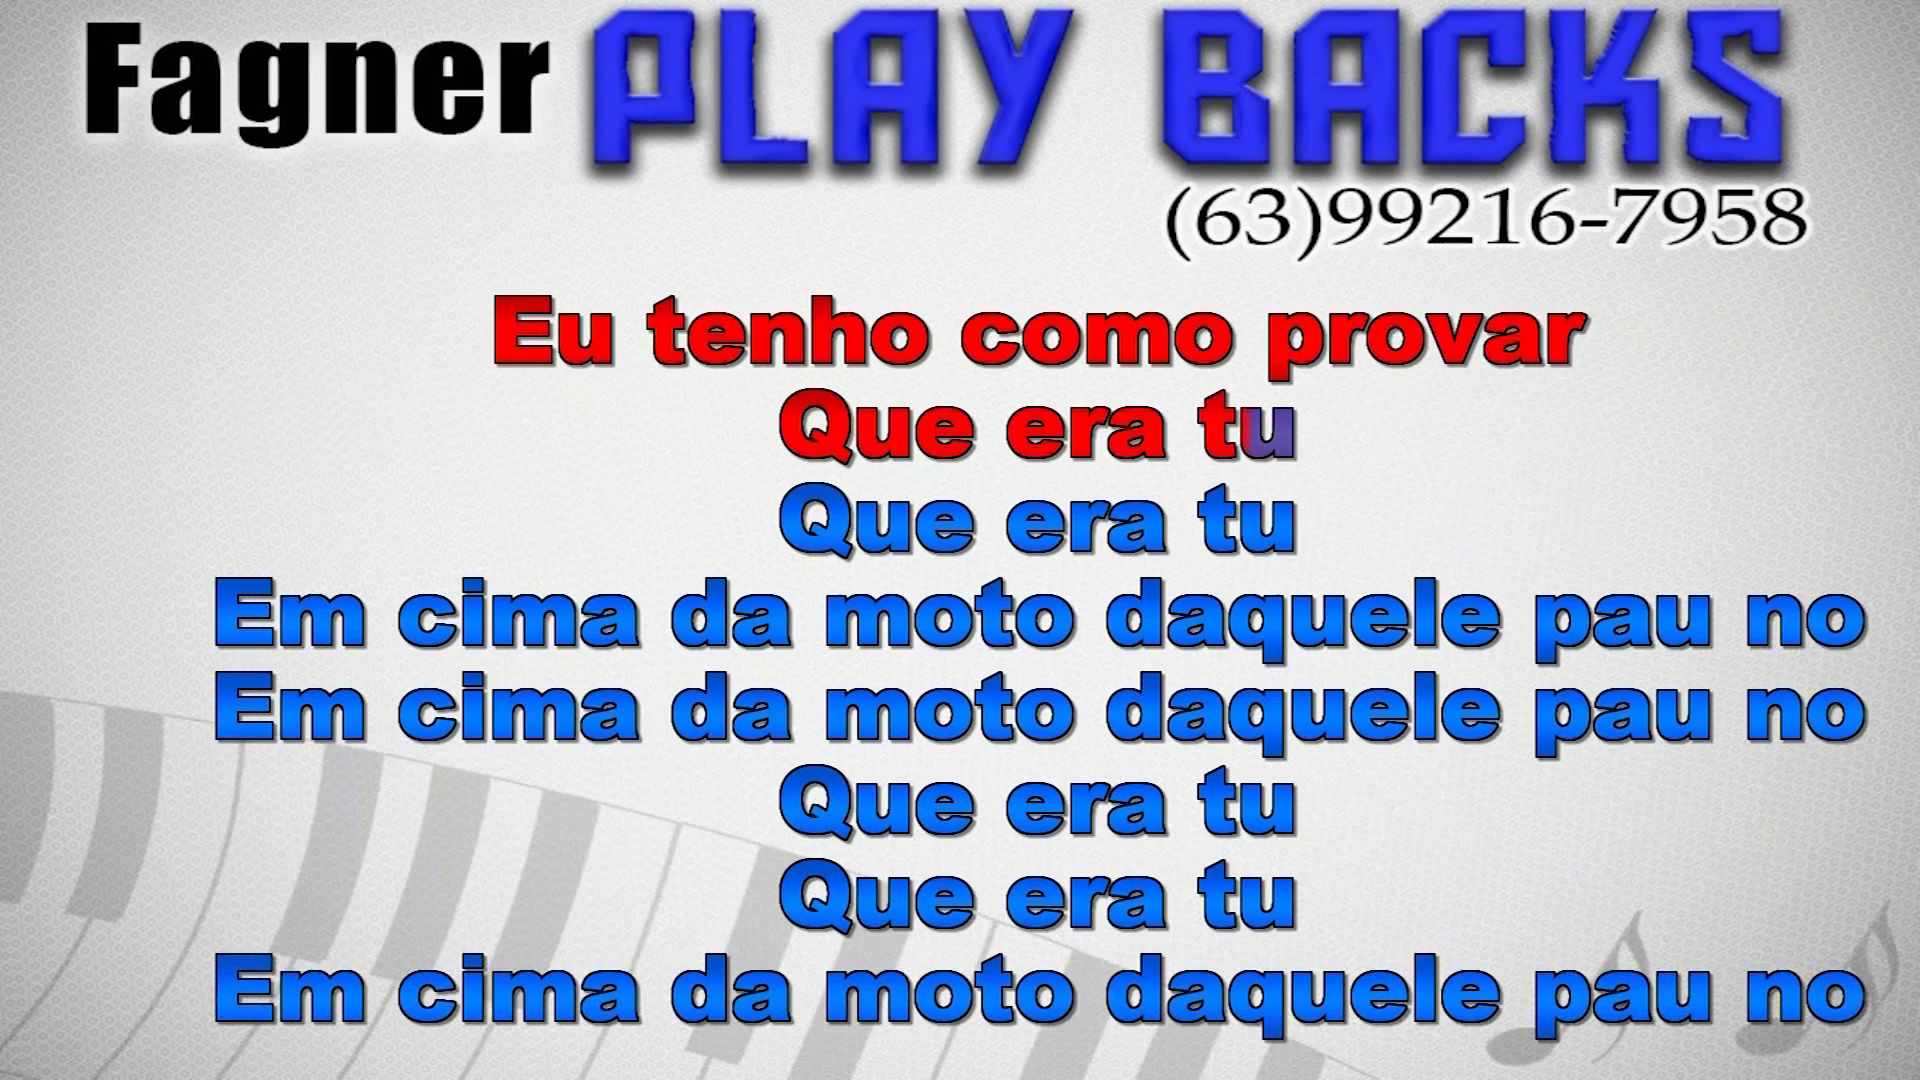 Fagner PLAY BACKS
(63)99216-7958
Eu tenho como provar
Que era tu
Que era tu
Em cima da moto daquele pau no
Em cima da moto daquele pau no
Que era tu
Que era tu
Em cima da moto daquele pau no